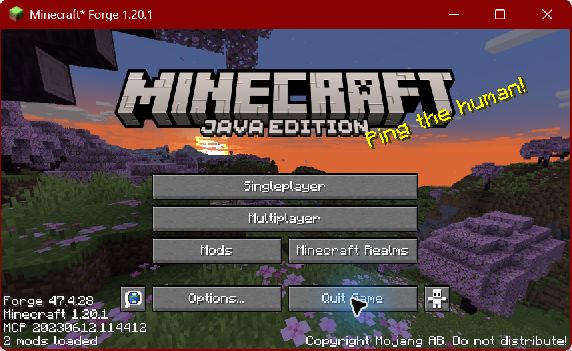 Minecraft* Forge 1.20.1
MINECRAFT
JAVA EDITION
Ping the human!
Singleplayer
Multiplayer
Mods
Minecraft Realms
Options...
Quit Game
Forge 47.4.28
Minecraft 1.20.1
MCP 20230612.114412
2 mods loaded
Copyright Mojang AB. Do not distribute!